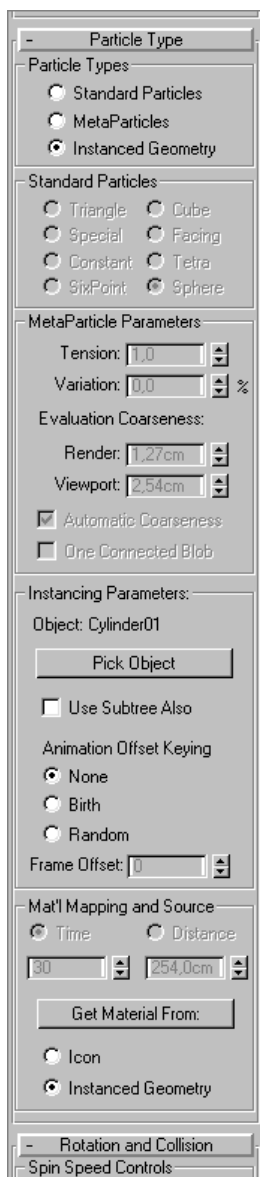 - Particle Type
Particle Types
Standard Particles
MetaParticles
Instanced Geometry
Standard Particles
Triangle Cube
Special Facing
Constant Tetra
SixPoint Sphere
MetaParticle Parameters
Tension: 1,0
Variation: 0,0 %
Evaluation Coarseness:
Render: 1,27cm
Viewport: 2,54cm
Automatic Coarseness
One Connected Blob
Instancing Parameters:
Object: Cylinder01
Pick Object
Use Subtree Also
Animation Offset Keying
None
Birth
Random
Frame Offset: 0
Mat'l Mapping and Source
Time Distance
30 254,0cm
Get Material From:
Icon
Instanced Geometry
- Rotation and Collision
Spin Speed Controls